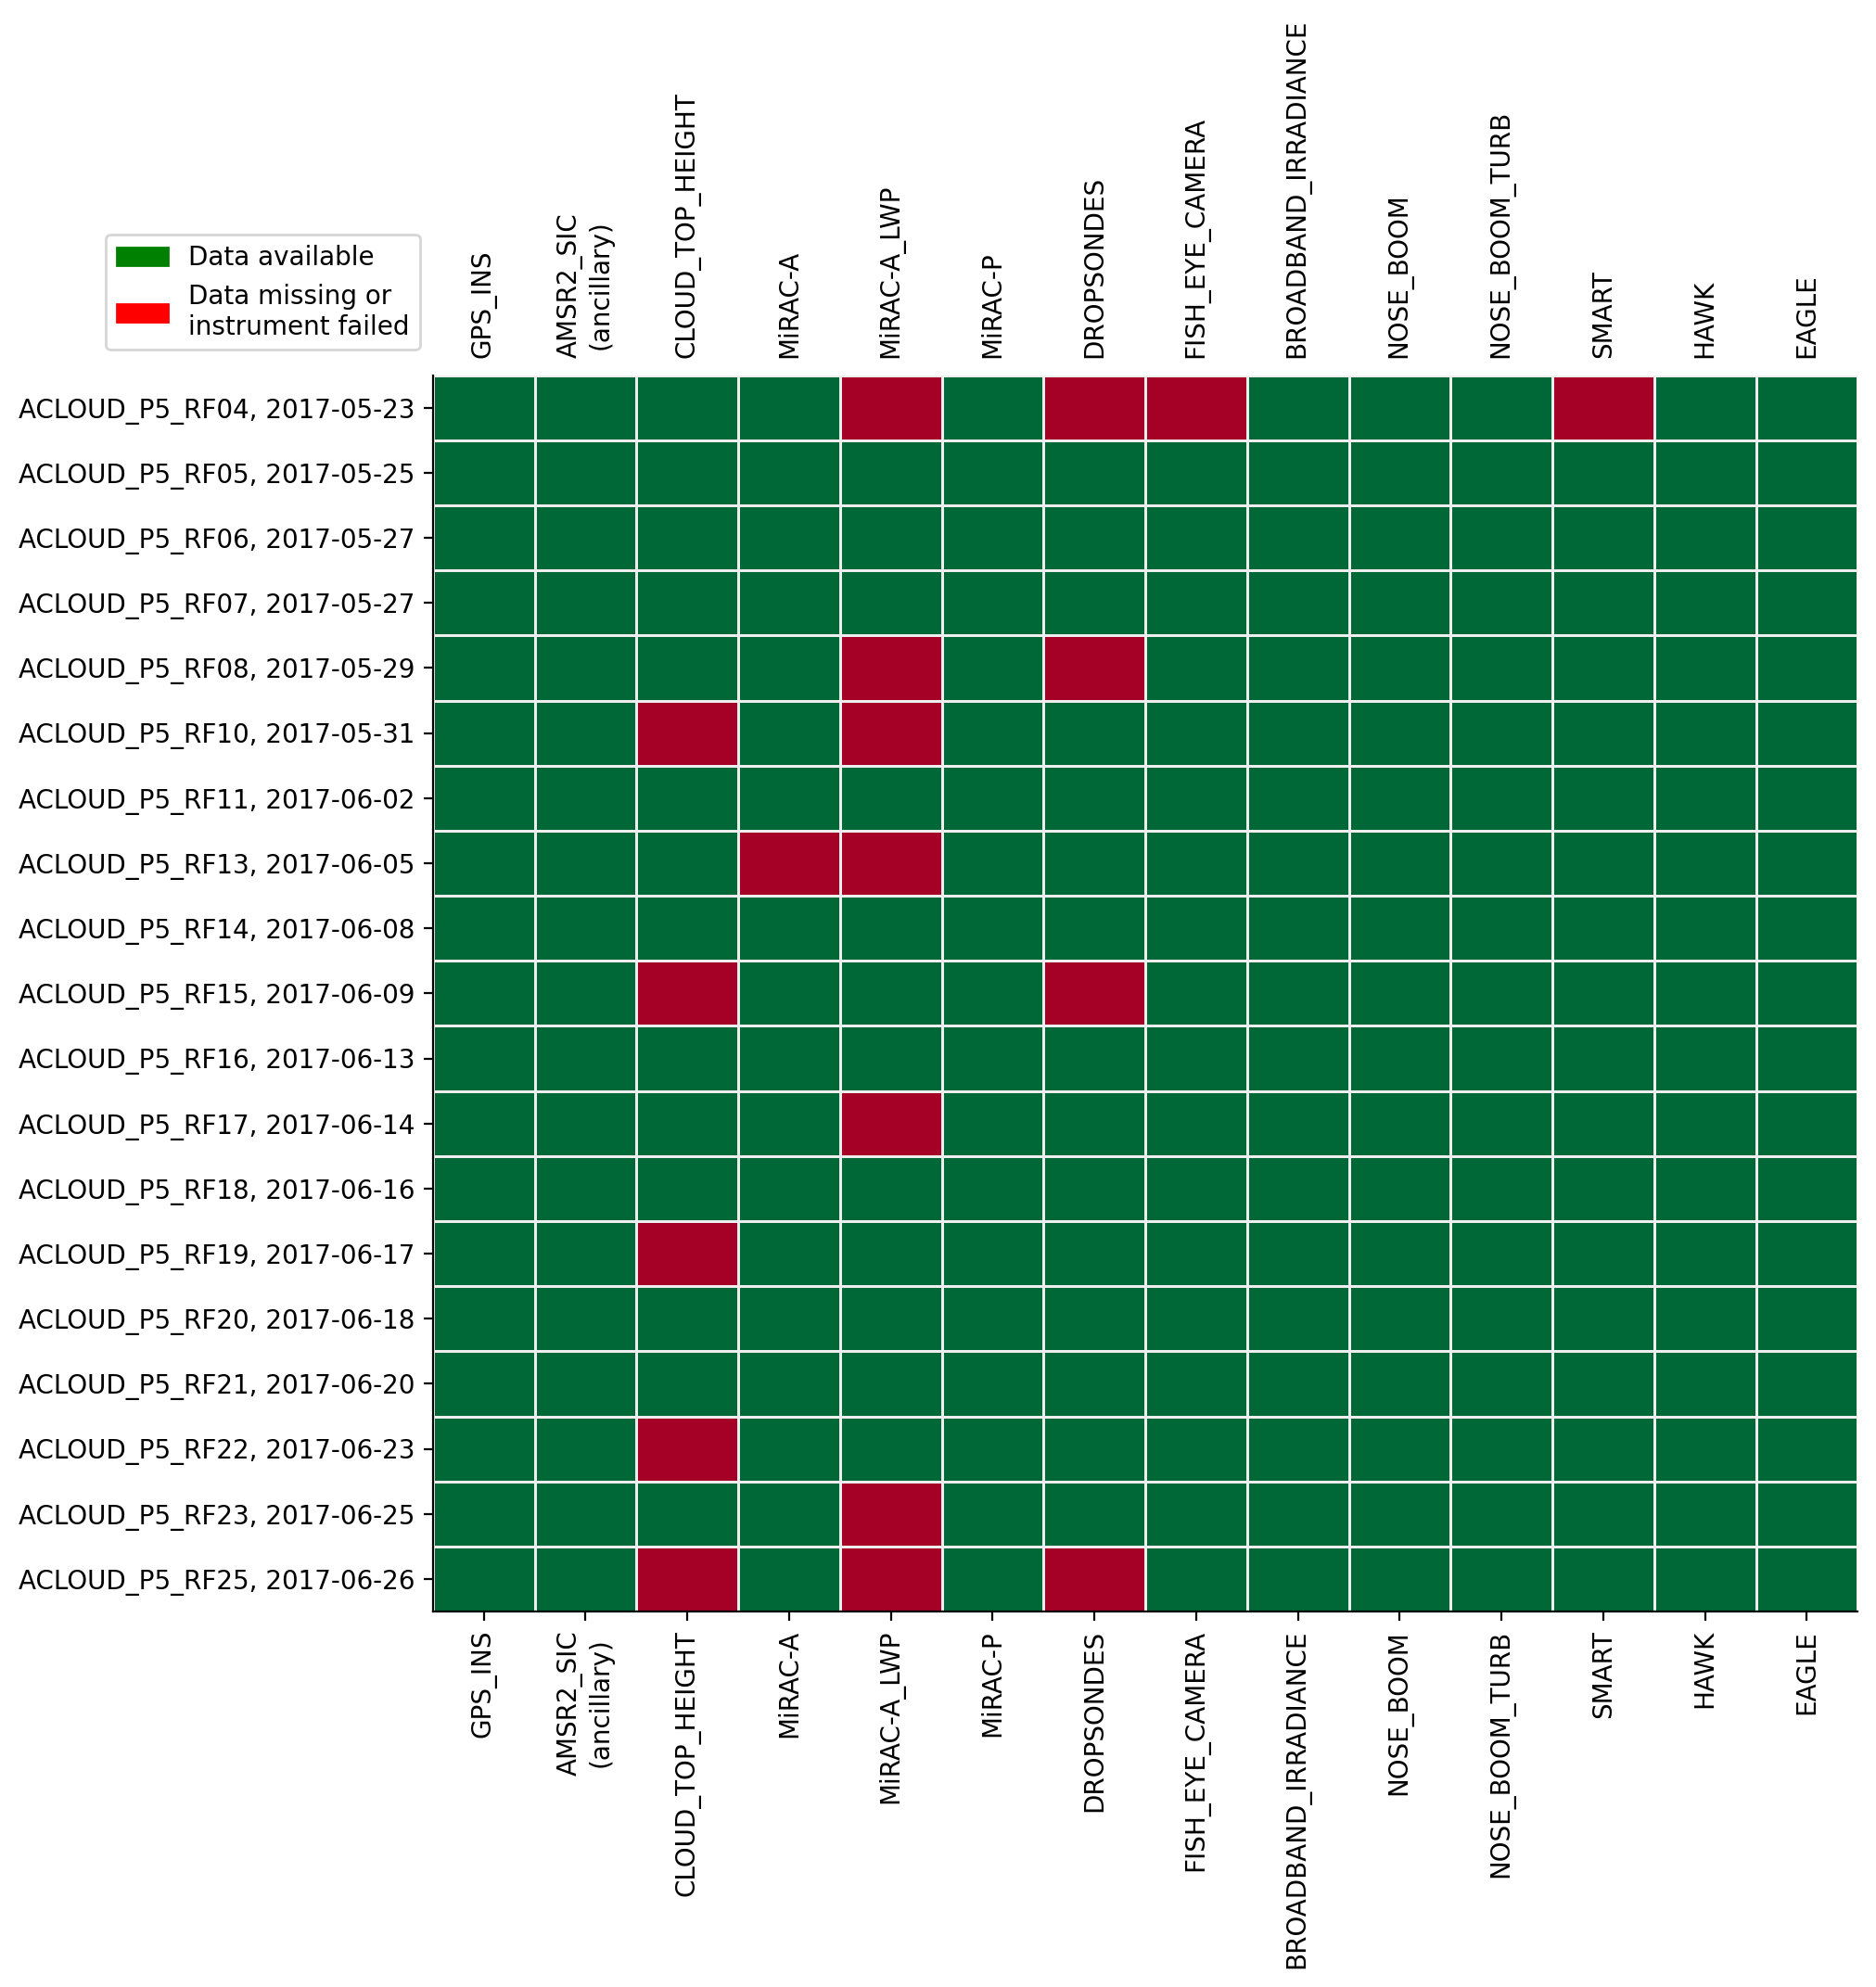 Data available
Data missing or
instrument failed
GPS_INS
AMSR2_SIC
(ancillary)
CLOUD_TOP_HEIGHT
MiRAC-A
MiRAC-A_LWP
MiRAC-P
DROPSONDES
FISH_EYE_CAMERA
BROADBAND_IRRADIANCE
NOSE_BOOM
NOSE_BOOM_TURB
SMART
HAWK
EAGLE
ACLOUD_P5_RF04, 2017-05-23
ACLOUD_P5_RF05, 2017-05-25
ACLOUD_P5_RF06, 2017-05-27
ACLOUD_P5_RF07, 2017-05-27
ACLOUD_P5_RF08, 2017-05-29
ACLOUD_P5_RF10, 2017-05-31
ACLOUD_P5_RF11, 2017-06-02
ACLOUD_P5_RF13, 2017-06-05
ACLOUD_P5_RF14, 2017-06-08
ACLOUD_P5_RF15, 2017-06-09
ACLOUD_P5_RF16, 2017-06-13
ACLOUD_P5_RF17, 2017-06-14
ACLOUD_P5_RF18, 2017-06-16
ACLOUD_P5_RF19, 2017-06-17
ACLOUD_P5_RF20, 2017-06-18
ACLOUD_P5_RF21, 2017-06-20
ACLOUD_P5_RF22, 2017-06-23
ACLOUD_P5_RF23, 2017-06-25
ACLOUD_P5_RF25, 2017-06-26
GPS_INS
AMSR2_SIC
(ancillary)
CLOUD_TOP_HEIGHT
MiRAC-A
MiRAC-A_LWP
MiRAC-P
DROPSONDES
FISH_EYE_CAMERA
BROADBAND_IRRADIANCE
NOSE_BOOM
NOSE_BOOM_TURB
SMART
HAWK
EAGLE